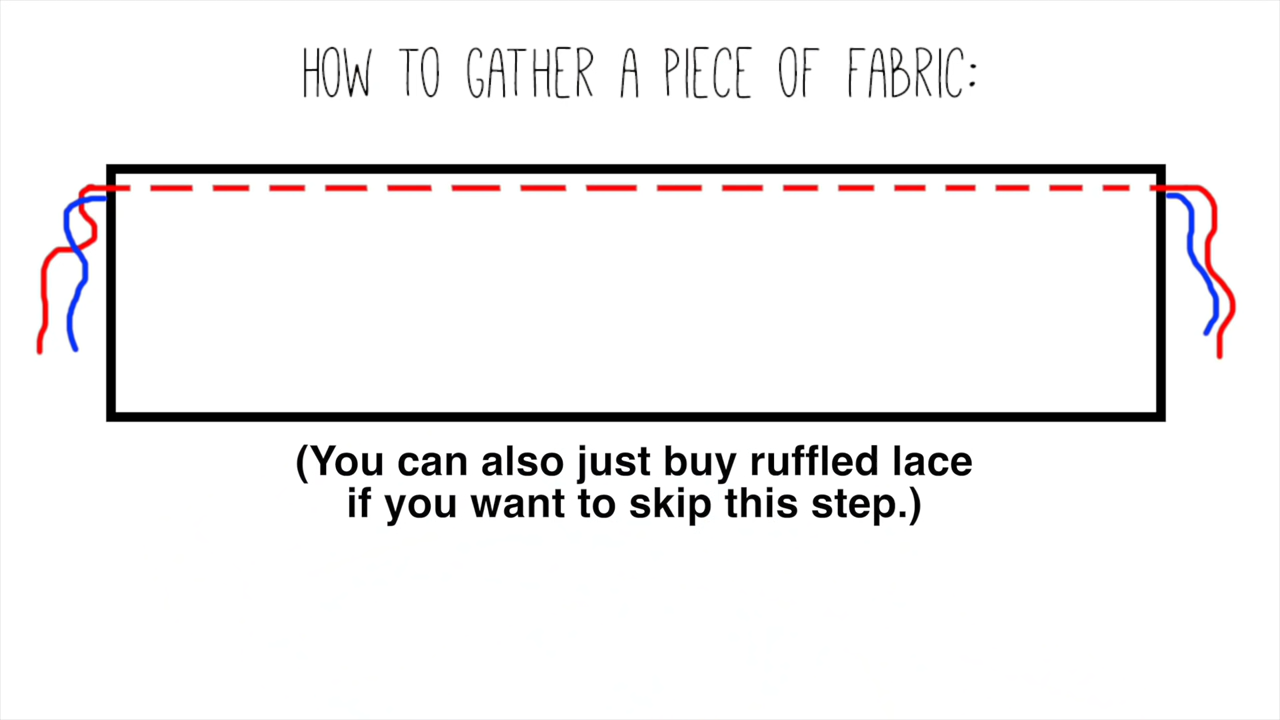 HOW TO GATHER A PIECE OF FABRIC:
(You can also just buy ruffled lace
if you want to skip this step.)